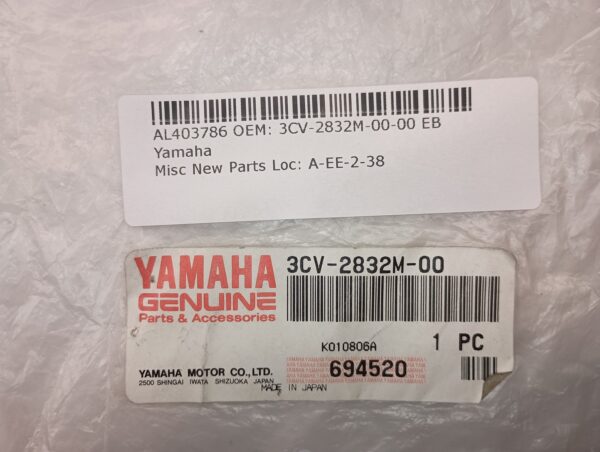 AL403786 OEM: 3CV-2832M-00-00 EB
Yamaha
Misc New Parts Loc: A-EE-2-38
YAMAHA
GENUINE
Parts & Accessories
3CV-2832M-00
K010806A
1 PC
YAMAHA MOTOR CO., LTD.
2500 SHINGAI IWATA SHIZUOKA JAPAN
MADE IN JAPAN
694520